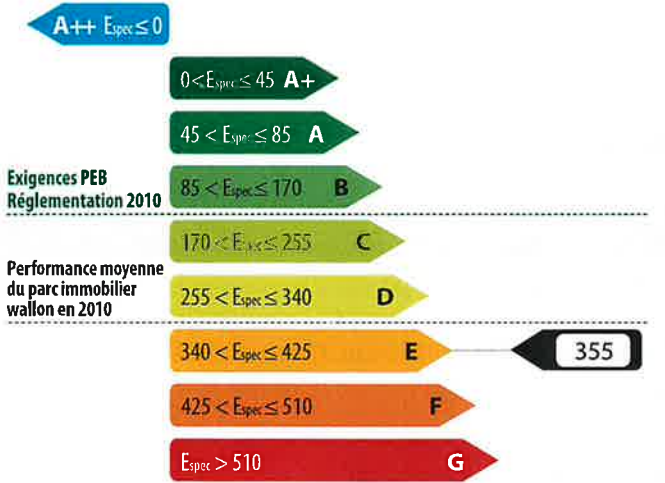 A++ Espec ≤ 0
0 < Espec ≤ 45 A+
45 < Espec ≤ 85 A
Exigences PEB
Réglementation 2010
85 < Espec ≤ 170 B
170 < Espec ≤ 255 C
Performance moyenne
du parc immobilier
wallon en 2010
255 < Espec ≤ 340 D
340 < Espec ≤ 425 E
355
425 < Espec ≤ 510 F
Espec > 510 G